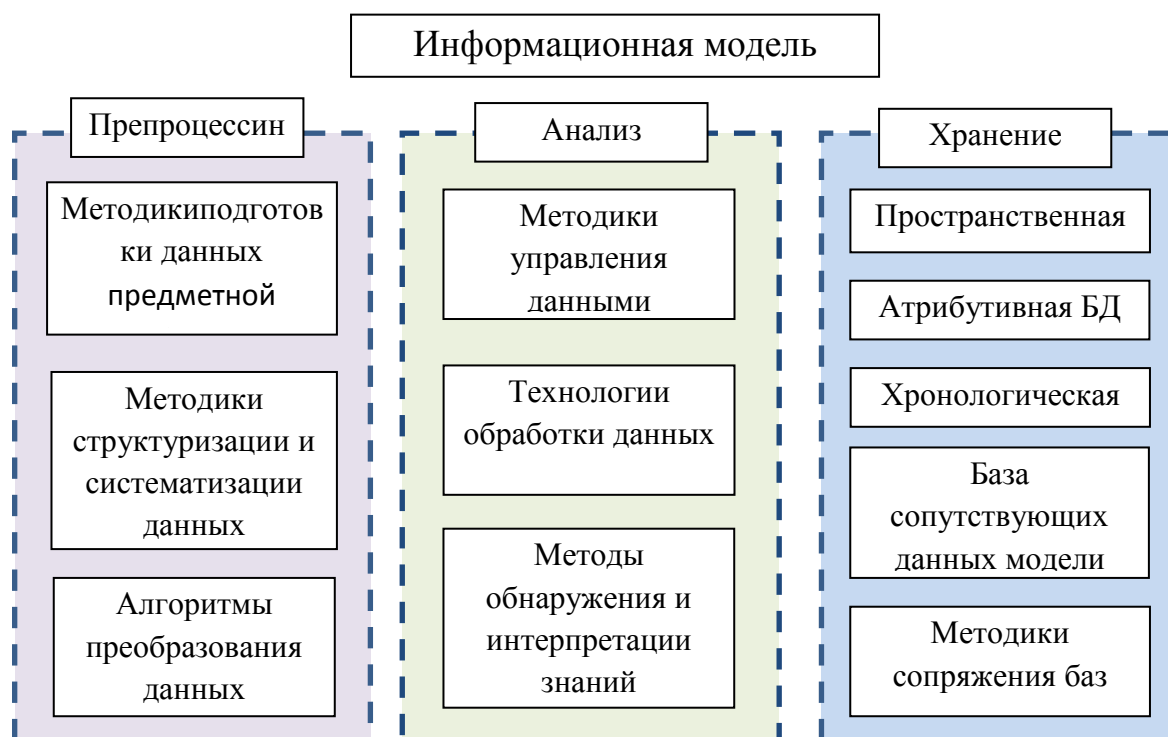 Информационная модель
Препроцессин
Методикиподготов
ки данных
предметной
Методики
структуризации и
систематизации
данных
Алгоритмы
преобразования
данных
Анализ
Методики
управления
данными
Технологии
обработки данных
Методы
обнаружения и
интерпретации
знаний
Хранение
Пространственная
Атрибутивная БД
Хронологическая
База
сопутствующих
данных модели
Методики
сопряжения баз